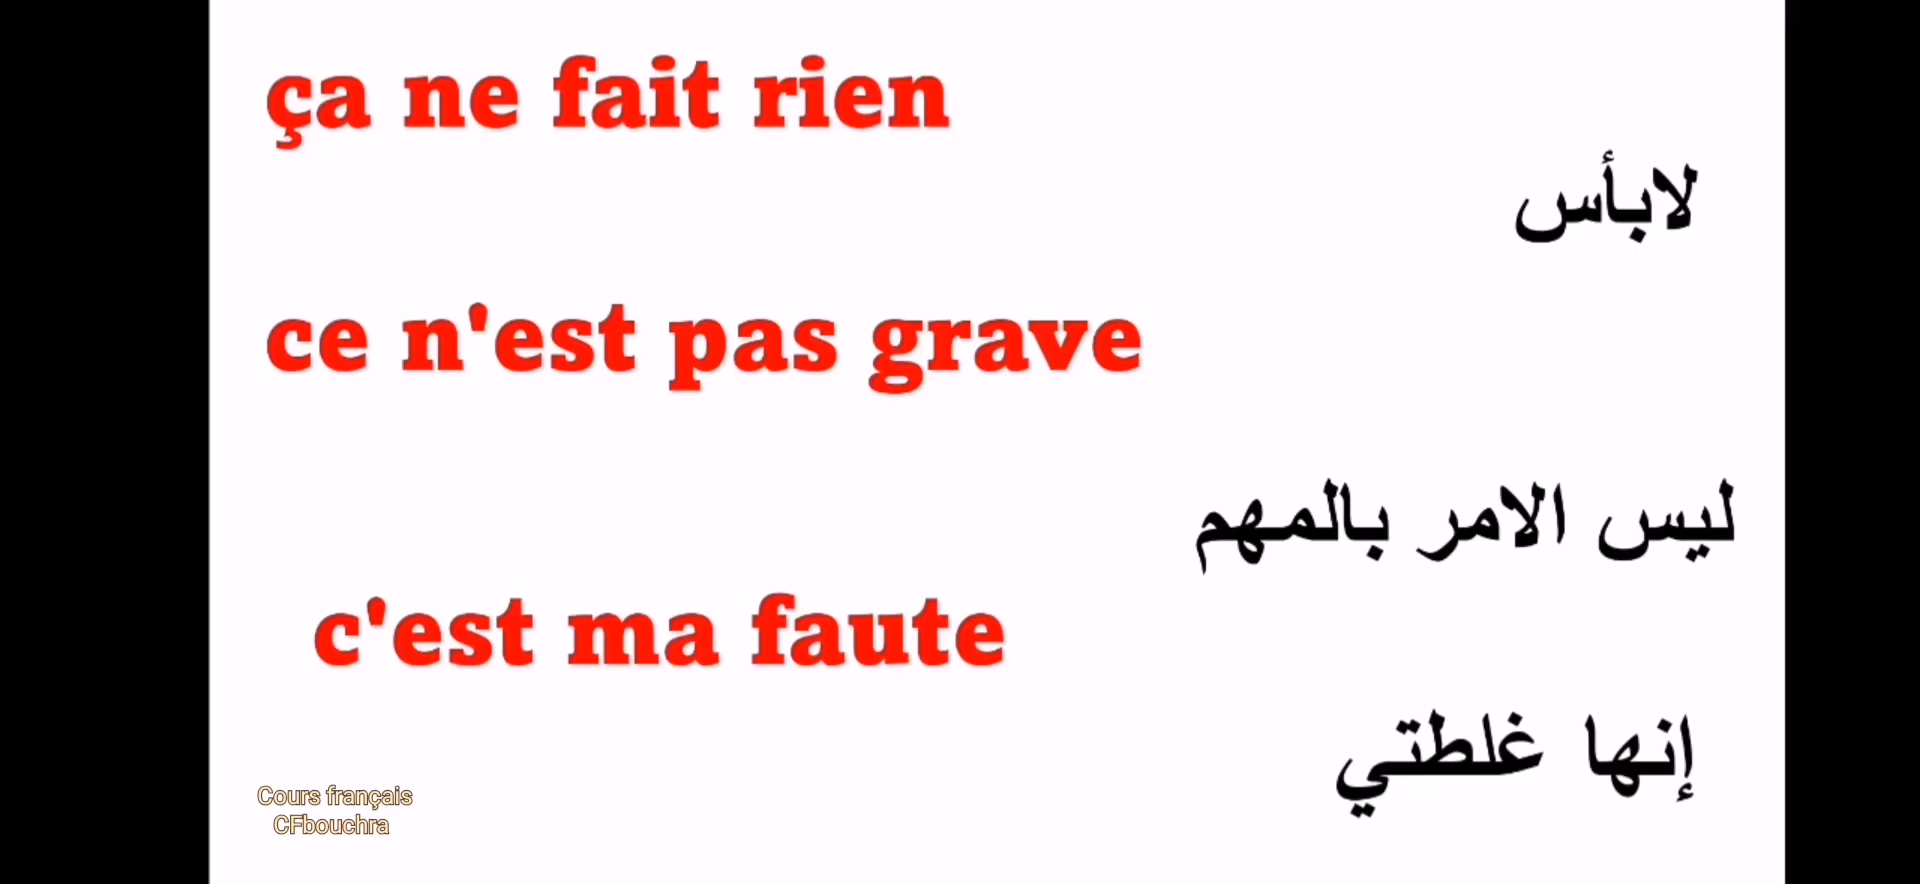 ça ne fait rien
لابأس
ce n'est pas grave
ليس الامر بالمهم
c'est ma faute
إنها غلطتي
Cours français
CFbouchra